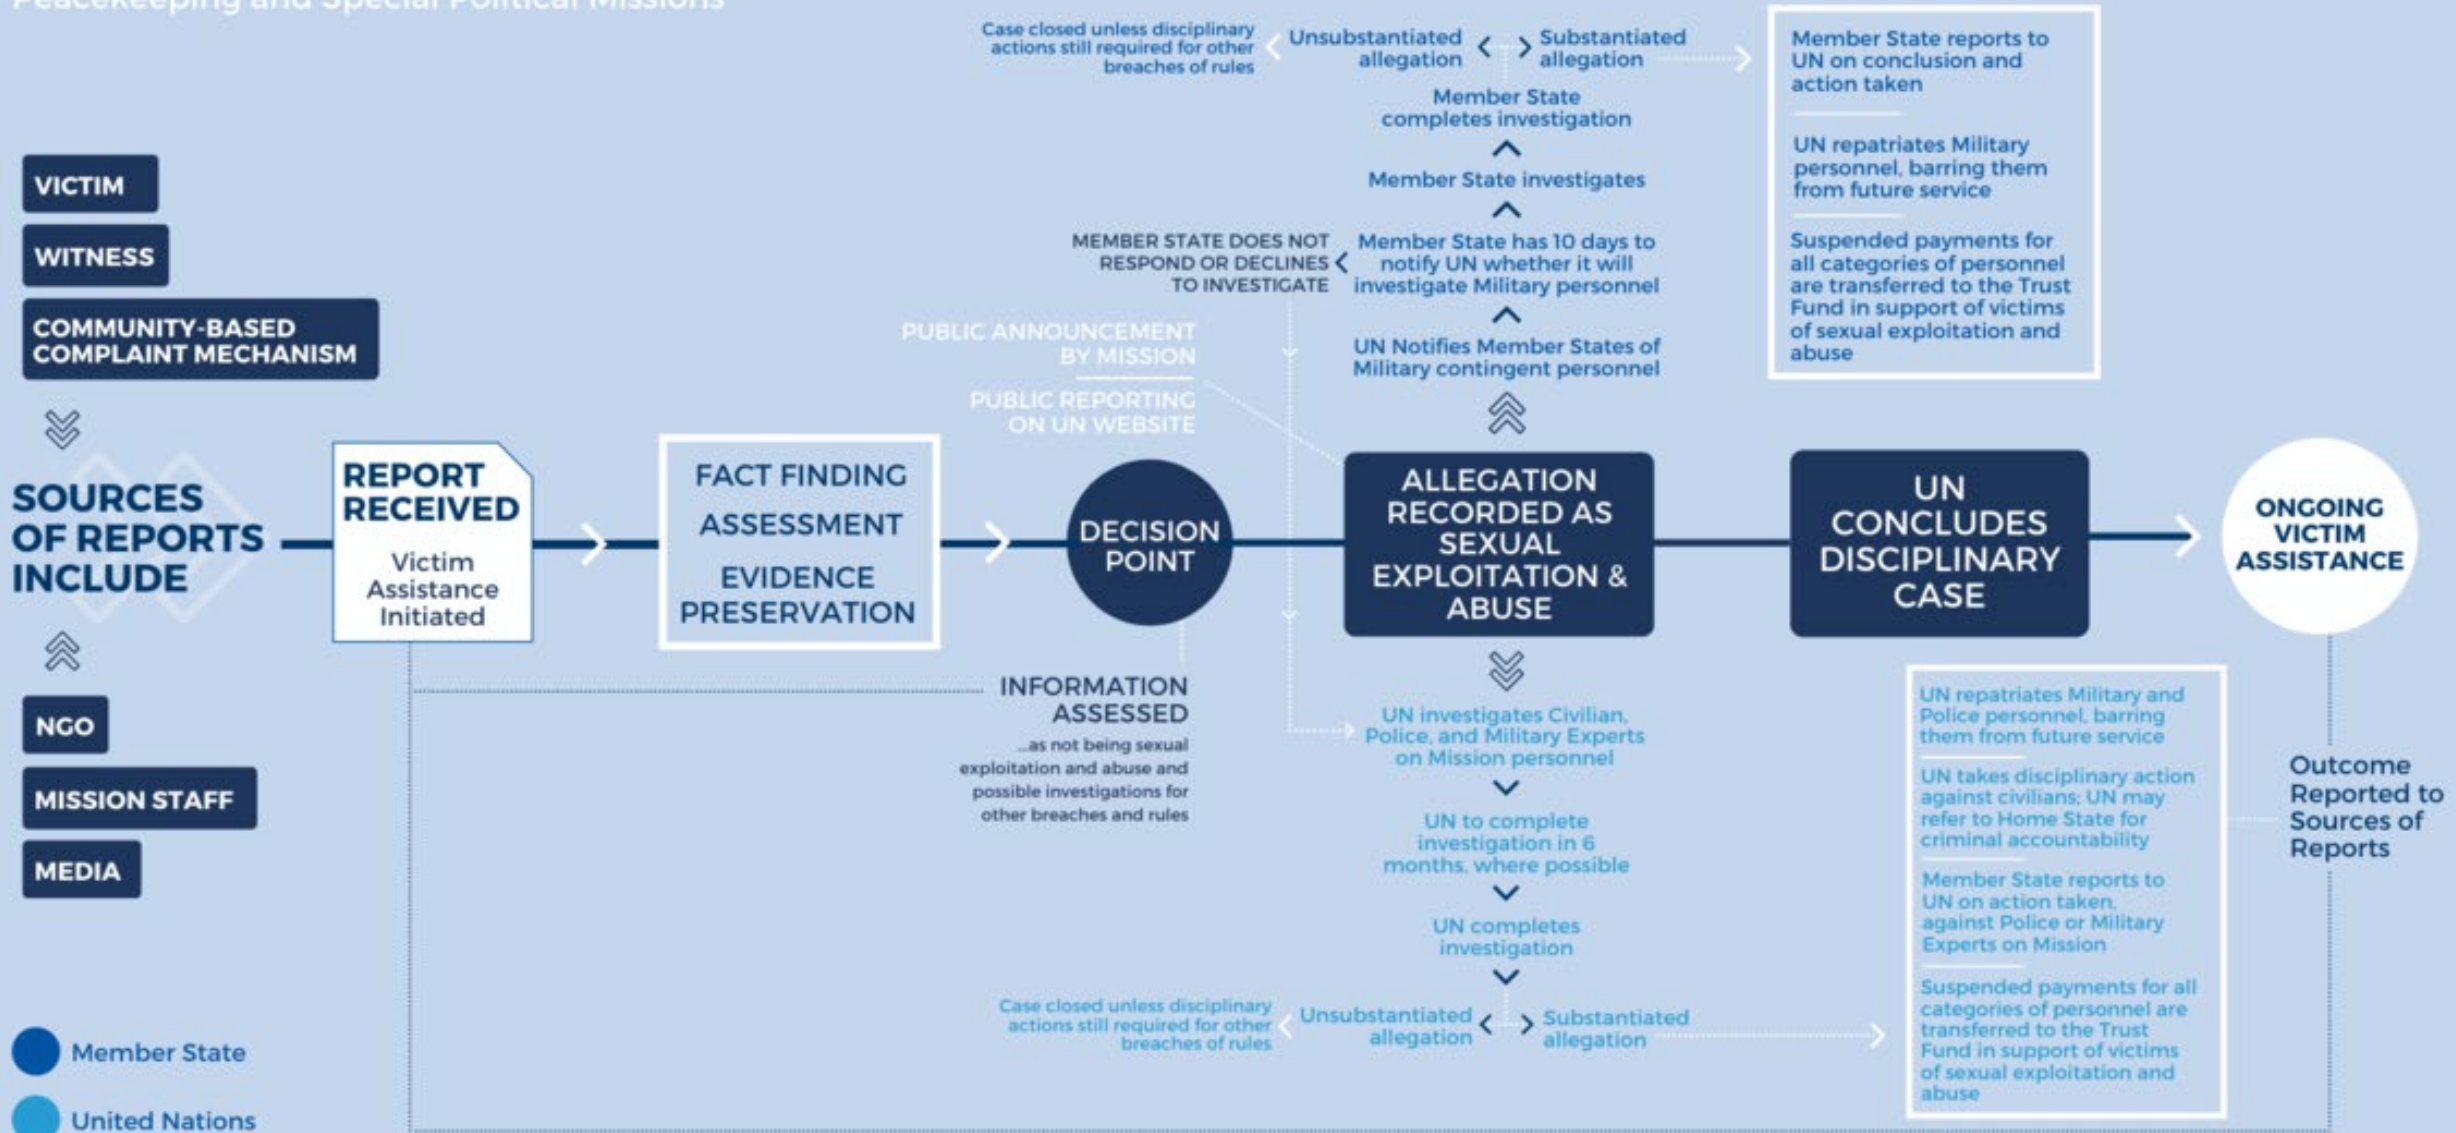 Peacekeeping and Special Political Missions
VICTIM
WITNESS
COMMUNITY-BASED
COMPLAINT MECHANISM
SOURCES
OF REPORTS
INCLUDE
NGO
MISSION STAFF
MEDIA
Member State
United Nations
REPORT
RECEIVED
Victim
Assistance
Initiated
FACT FINDING
ASSESSMENT
EVIDENCE
PRESERVATION
DECISION
POINT
INFORMATION
ASSESSED
...as not being sexual
exploitation and abuse and
possible investigations for
other breaches and rules
PUBLIC ANNOUNCEMENT
BY MISSION
PUBLIC REPORTING
ON UN WEBSITE
ALLEGATION
RECORDED AS
SEXUAL
EXPLOITATION &
ABUSE
UN Notifies Member States of
Military contingent personnel
Member State has 10 days to
notify UN whether it will
investigate Military personnel
MEMBER STATE DOES NOT
RESPOND OR DECLINES
TO INVESTIGATE
Member State investigates
Member State
completes investigation
Unsubstantiated
allegation
Case closed unless disciplinary
actions still required for other
breaches of rules
Substantiated
allegation
Member State reports to
UN on conclusion and
action taken
UN repatriates Military
personnel, barring them
from future service
Suspended payments for
all categories of personnel
are transferred to the Trust
Fund in support of victims
of sexual exploitation and
abuse
UN investigates Civilian,
Police, and Military Experts
on Mission personnel
UN to complete
investigation in 6
months, where possible
UN completes
investigation
Unsubstantiated
allegation
Case closed unless disciplinary
actions still required for other
breaches of rules
Substantiated
allegation
UN repatriates Military and
Police personnel, barring
them from future service
UN takes disciplinary action
against civilians; UN may
refer to Home State for
criminal accountability
Member State reports to
UN on action taken,
against Police or Military
Experts on Mission
Suspended payments for all
categories of personnel are
transferred to the Trust
Fund in support of victims
of sexual exploitation and
abuse
UN
CONCLUDES
DISCIPLINARY
CASE
ONGOING
VICTIM
ASSISTANCE
Outcome
Reported to
Sources of
Reports